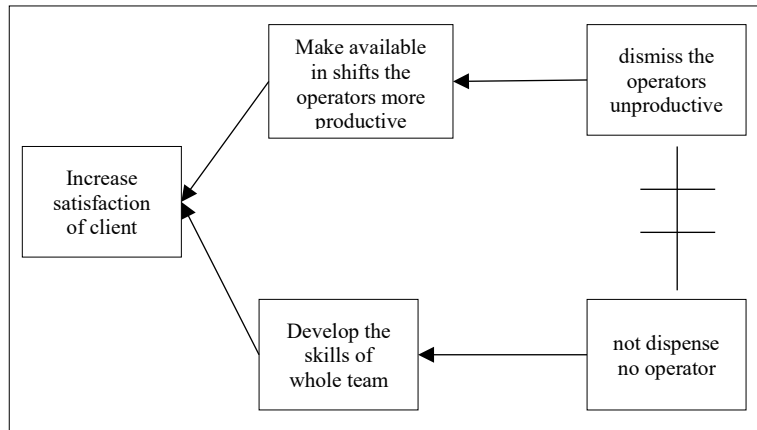 Make available
in shifts the
operators more
productive
dismiss the
operators
unproductive
Increase
satisfaction
of client
Develop the
skills of
whole team
not dispense
no operator